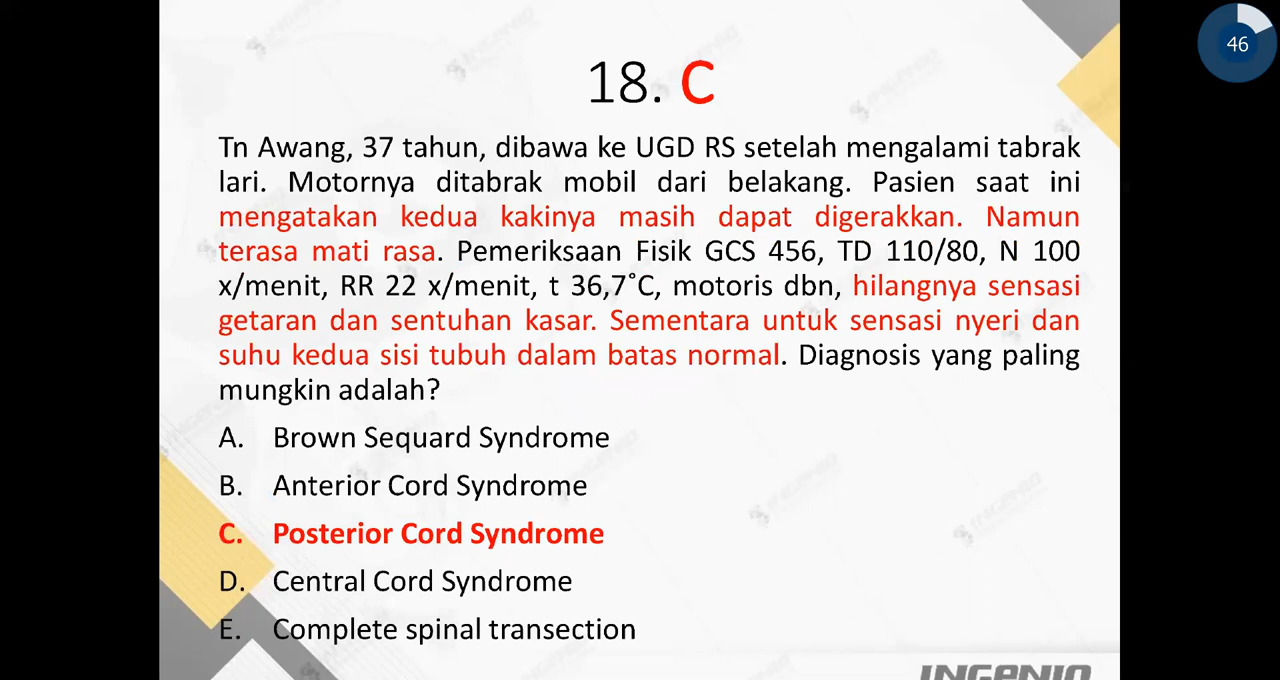 46
18. C
Tn Awang, 37 tahun, dibawa ke UGD RS setelah mengalami tabrak
lari. Motornya ditabrak mobil dari belakang. Pasien saat ini
mengatakan kedua kakinya masih dapat digerakkan. Namun
terasa mati rasa. Pemeriksaan Fisik GCS 456, TD 110/80, N 100
x/menit, RR 22 x/menit, t 36,7˚C, motoris dbn, hilangnya sensasi
getaran dan sentuhan kasar. Sementara untuk sensasi nyeri dan
suhu kedua sisi tubuh dalam batas normal. Diagnosis yang paling
mungkin adalah?
A. Brown Sequard Syndrome
B. Anterior Cord Syndrome
C. Posterior Cord Syndrome
D. Central Cord Syndrome
E. Complete spinal transection
INGENIO